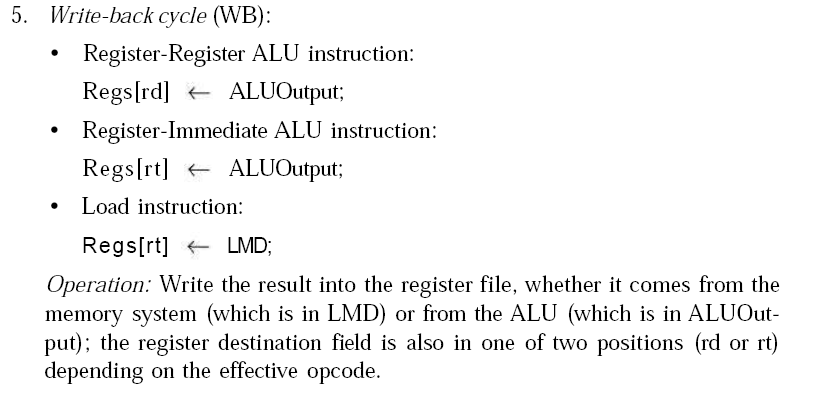 5. Write-back cycle (WB):
• Register-Register ALU instruction:
Regs[rd] ← ALUOutput;
• Register-Immediate ALU instruction:
Regs[rt] ← ALUOutput;
• Load instruction:
Regs[rt] ← LMD;
Operation: Write the result into the register file, whether it comes from the
memory system (which is in LMD) or from the ALU (which is in ALUOut-
put); the register destination field is also in one of two positions (rd or rt)
depending on the effective opcode.